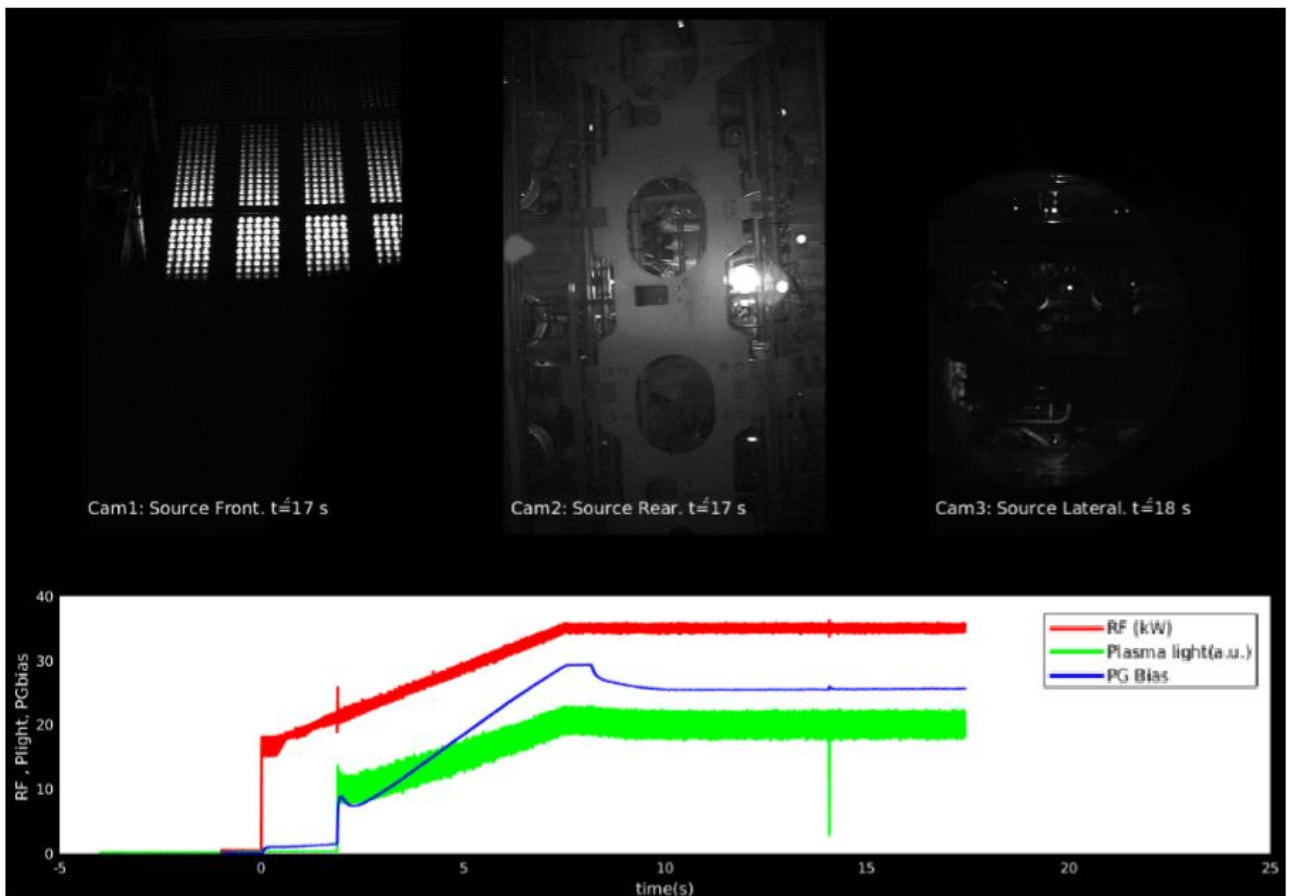 Cam1: Source Front. t=17 s
Cam2: Source Rear. t=17 s
Cam3: Source Lateral. t=18 s
40
30
20
10
0
RF , Plight, PGbias
RF (kW)
Plasma light(a.u.)
PG Bias
-5
0
5
10
15
20
25
time(s)